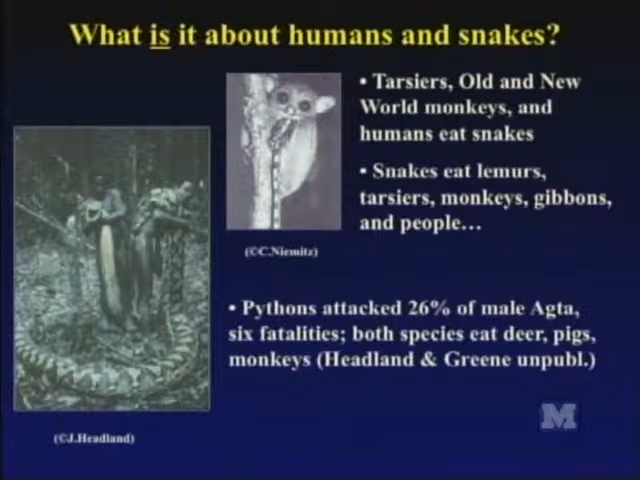 What is it about humans and snakes?
• Tarsiers, Old and New
World monkeys, and
humans eat snakes
• Snakes eat lemurs,
tarsiers, monkeys, gibbons,
and people…
(©C.Niemitz)
• Pythons attacked 26% of male Agta,
six fatalities; both species eat deer, pigs,
monkeys (Headland & Greene unpubl.)
M
(©J.Headland)